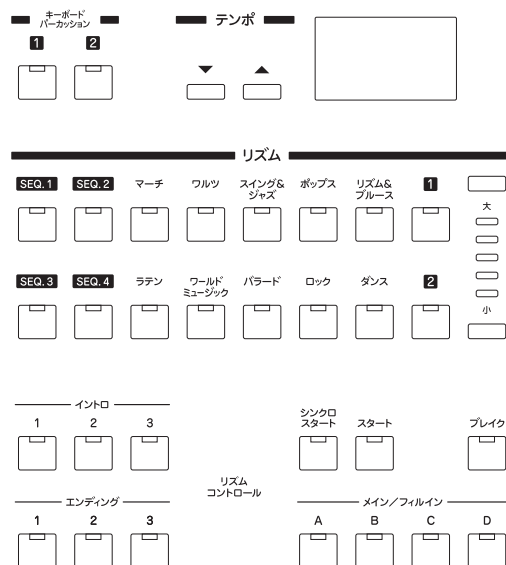 キーボード
パーカッション
テンポ
1 2
リズム
SEQ.1 SEQ.2 マーチ ワルツ スイング&
ジャズ ポップス リズム&
ブルース 1
大
SEQ.3 SEQ.4 ラテン ワールド
ミュージック バラード ロック ダンス 2
小
イントロ
1 2 3
シンクロ
スタート スタート ブレイク
リズム
コントロール
エンディング
1 2 3
メイン/フィルイン
A B C D